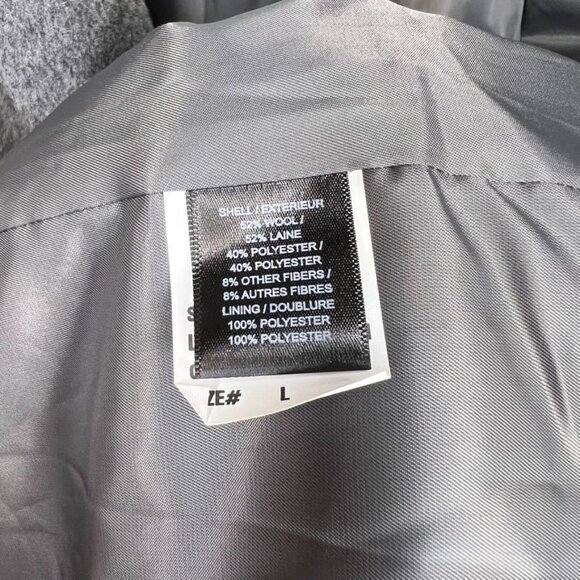 SHELL / EXTERIEUR
52% WOOL /
52% LAINE
40% POLYESTER /
40% POLYESTER
8% OTHER FIBERS /
8% AUTRES FIBRES
LINING / DOUBLURE
100% POLYESTER
100% POLYESTER
ZE# L